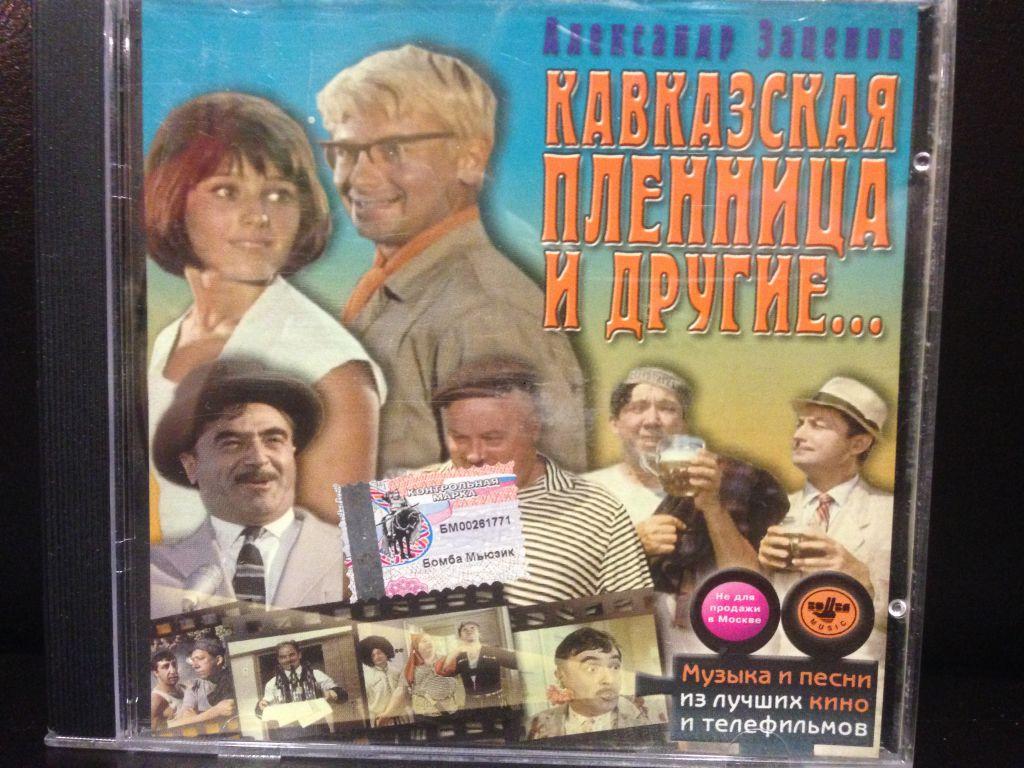 Александр Зацепин
КАВКАЗСКАЯ
ПЛЕННИЦА
И ДРУГИЕ...
КОНТРОЛЬНАЯ
МАРКА
БМ00261771
Бомба Мьюзик
Не для
продажи
в Москве
БОМБА
MUSIC
Музыка и песни
из лучших кино
и телефильмов